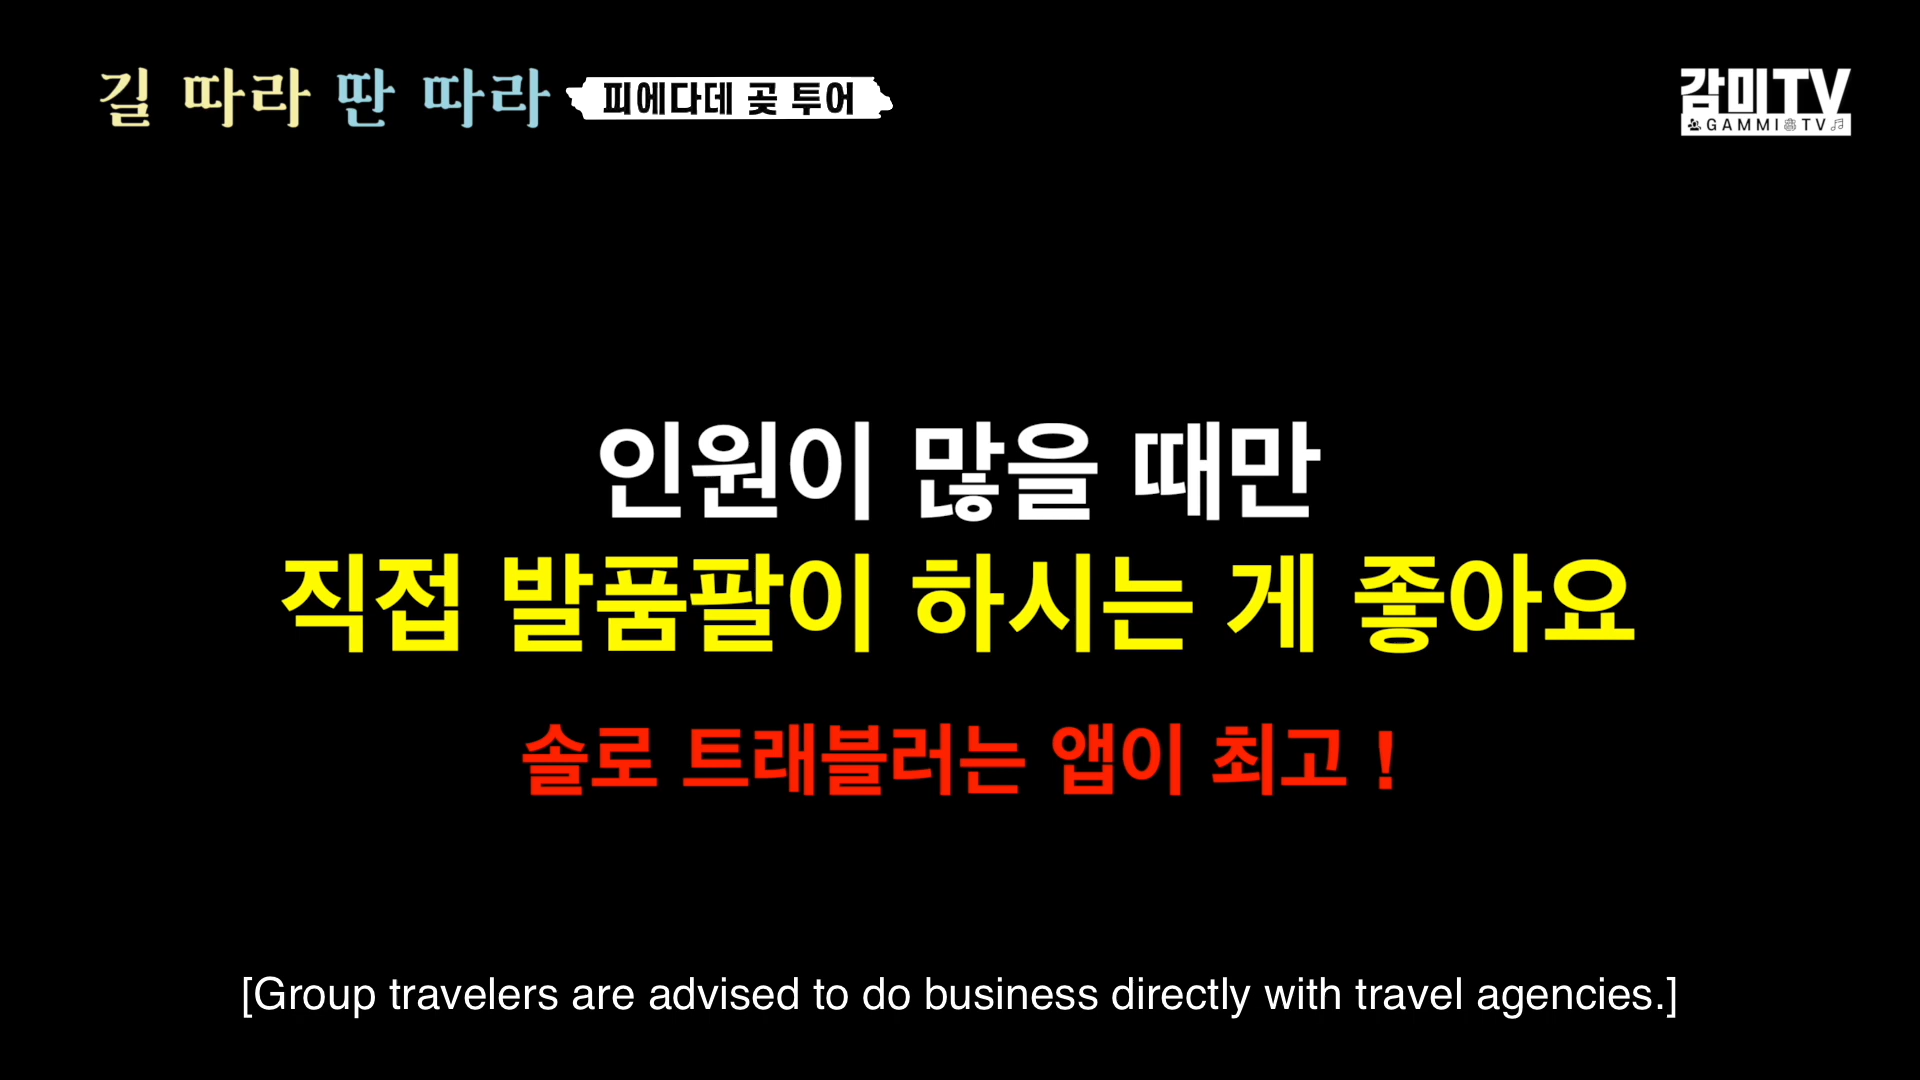 길 따라 딴 따라 피에다데 곶 투어
감미TV
GAMMI TV
인원이 많을 때만
직접 발품팔이 하시는 게 좋아요
솔로 트래블러는 앱이 최고 !
[Group travelers are advised to do business directly with travel agencies.]